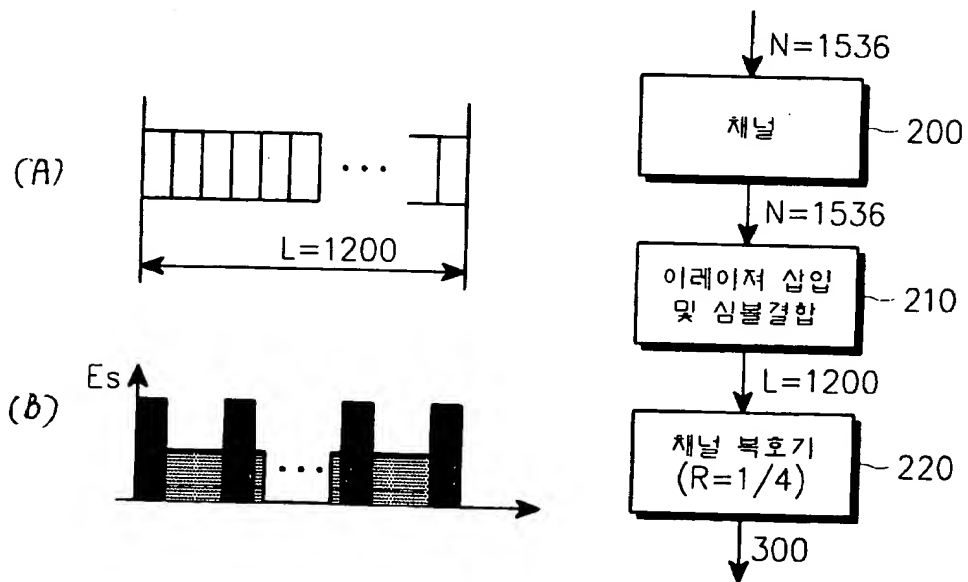 (A)
...
L=1200
(B)
Es
...
N=1536
채널
200
N=1536
이레이져 삽입
및 심볼결합
210
L=1200
채널 복호기
(R=1/4)
220
300